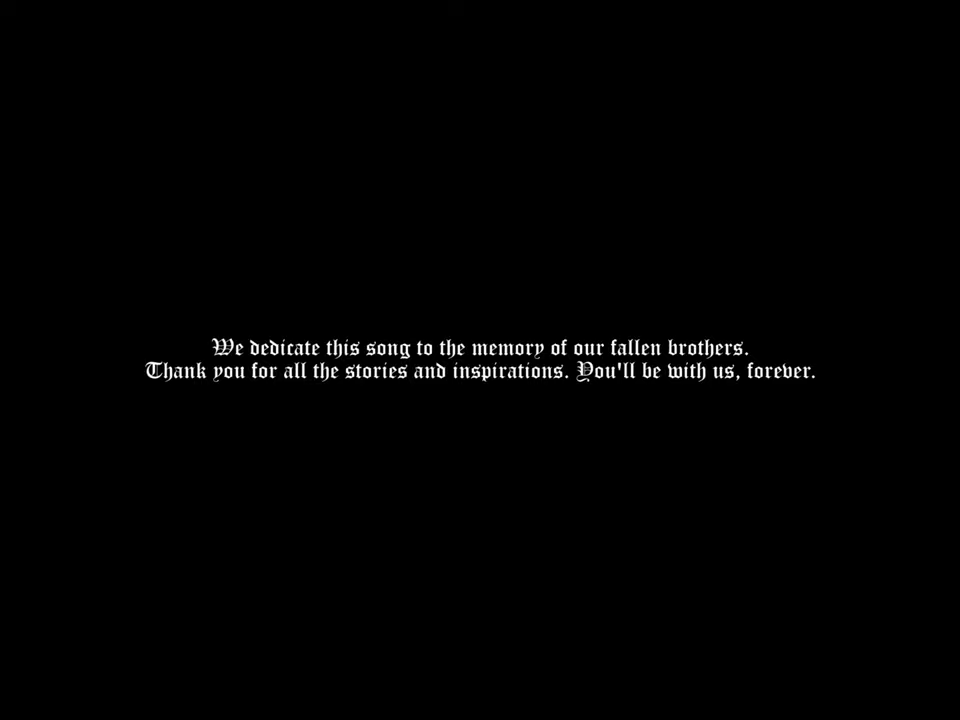 We dedicate this song to the memory of our fallen brothers.
Thank you for all the stories and inspirations. You'll be with us, forever.